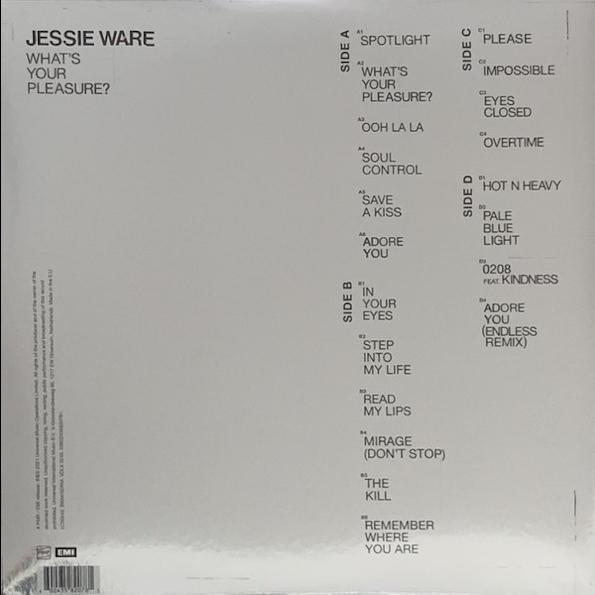 JESSIE WARE
WHAT'S
YOUR
PLEASURE?
SIDE A
A1
SPOTLIGHT
A2
WHAT'S
YOUR
PLEASURE?
A3
OOH LA LA
A4
SOUL
CONTROL
A5
SAVE
A KISS
A6
ADORE
YOU
SIDE B
B1
IN
YOUR
EYES
B2
STEP
INTO
MY LIFE
B3
READ
MY LIPS
B4
MIRAGE
(DON'T STOP)
B5
THE
KILL
B6
REMEMBER
WHERE
YOU ARE
SIDE C
C1
PLEASE
C2
IMPOSSIBLE
C3
EYES
CLOSED
C4
OVERTIME
SIDE D
D1
HOT N HEAVY
D2
PALE
BLUE
LIGHT
D3
0208
FEAT. KINDNESS
D4
ADORE
YOU
(ENDLESS
REMIX)
EMI